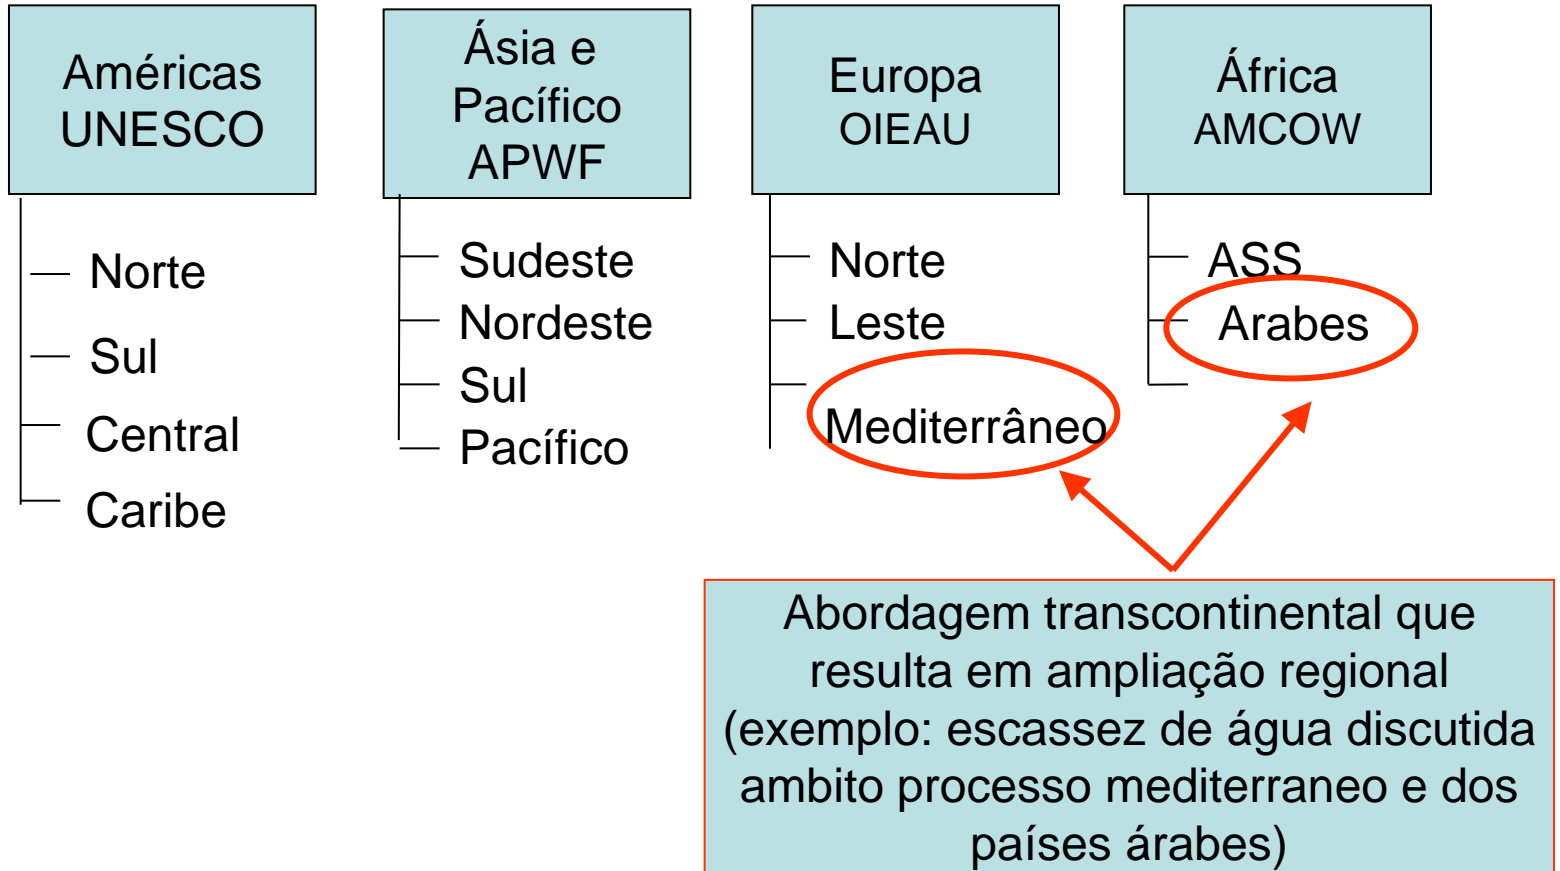 Américas
UNESCO
Norte
Sul
Central
Caribe
Ásia e
Pacífico
APWF
Sudeste
Nordeste
Sul
Pacífico
Europa
OIEAU
Norte
Leste
Mediterrâneo
África
AMCOW
ASS
Arabes
Abordagem transcontinental que
resulta em ampliação regional
(exemplo: escassez de água discutida
ambito processo mediterraneo e dos
países árabes)